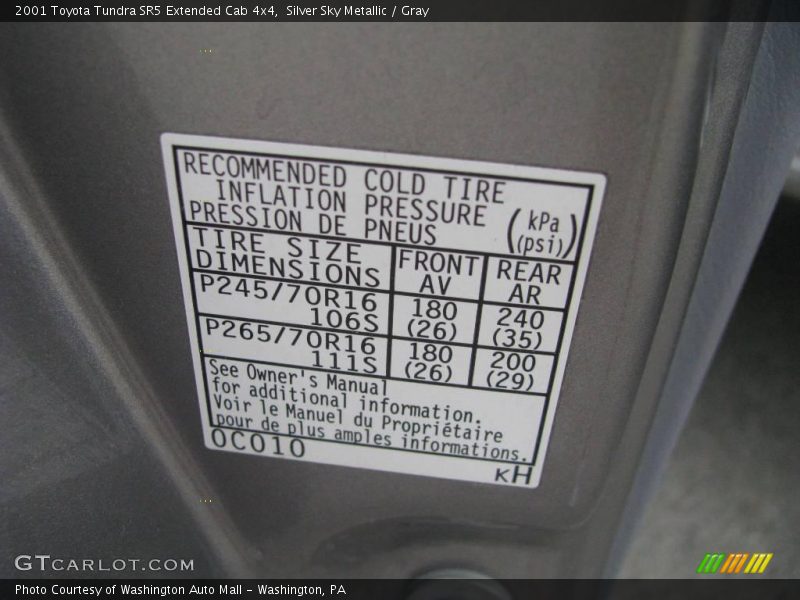 2001 Toyota Tundra SR5 Extended Cab 4x4, Silver Sky Metallic / Gray
RECOMMENDED COLD TIRE
INFLATION PRESSURE
PRESSION DE PNEUS
(kPa
(psi))
TIRE SIZE
DIMENSIONS
FRONT
AV
REAR
AR
P245/70R16
106S
180
(26)
240
(35)
P265/70R16
111S
180
(26)
200
(29)
See Owner's Manual
for additional information.
Voir le Manuel du Propriétaire
pour de plus amples informations.
0C010
KH
GTCARLOT.COM
Photo Courtesy of Washington Auto Mall - Washington, PA